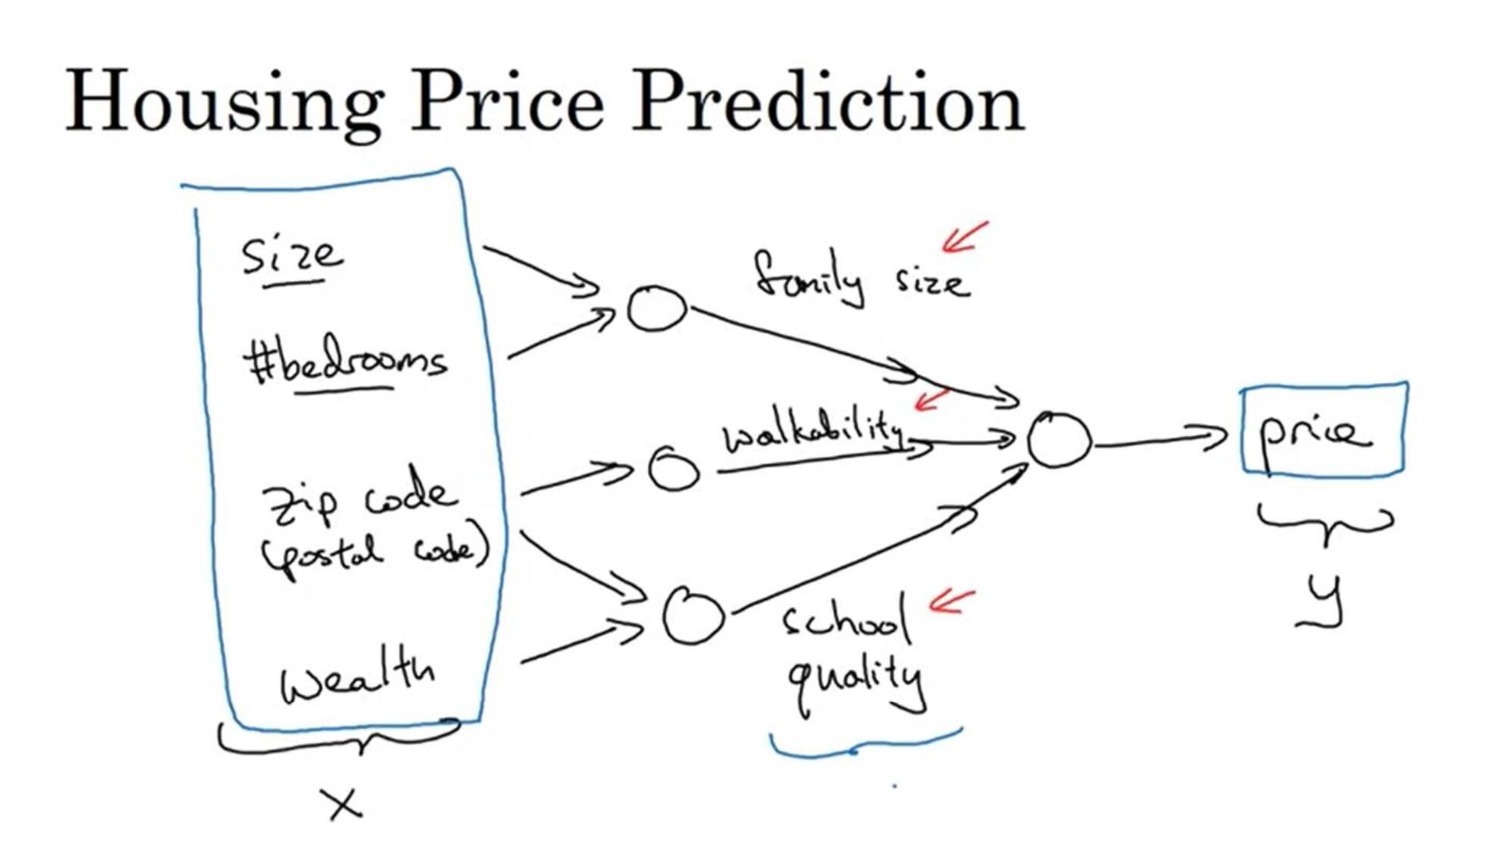 Housing Price Prediction
size
#bedrooms
zip code
(postal code)
wealth
x
family size
walkability
school
quality
price
y